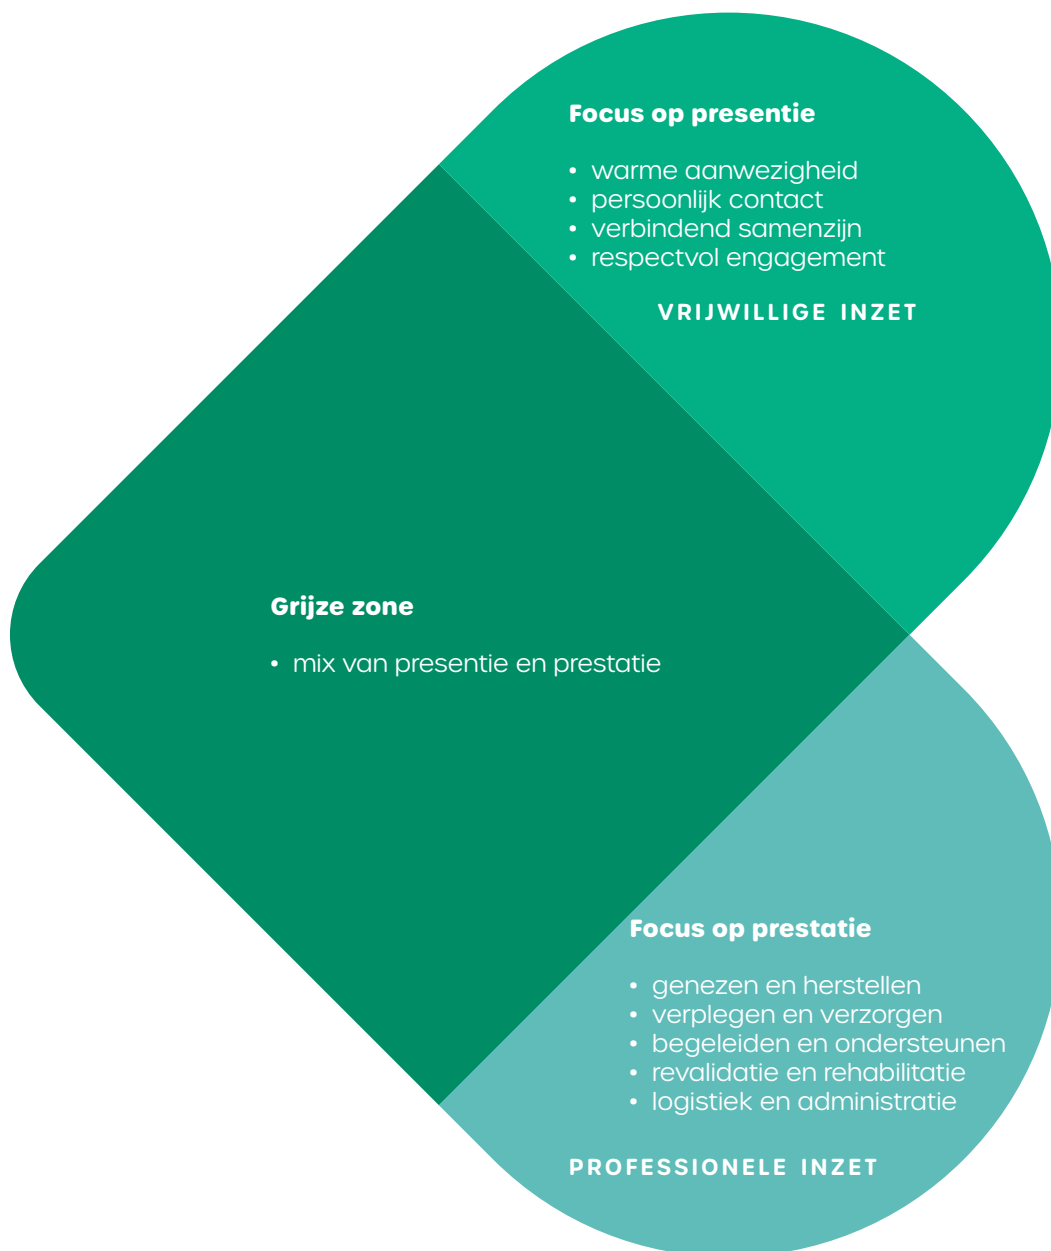 Focus op presentie
• warme aanwezigheid
• persoonlijk contact
• verbindend samenzijn
• respectvol engagement
VRIJWILLIGE INZET
Grijze zone
• mix van presentie en prestatie
Focus op prestatie
• genezen en herstellen
• verplegen en verzorgen
• begeleiden en ondersteunen
• revalidatie en rehabilitatie
• logistiek en administratie
PROFESSIONELE INZET